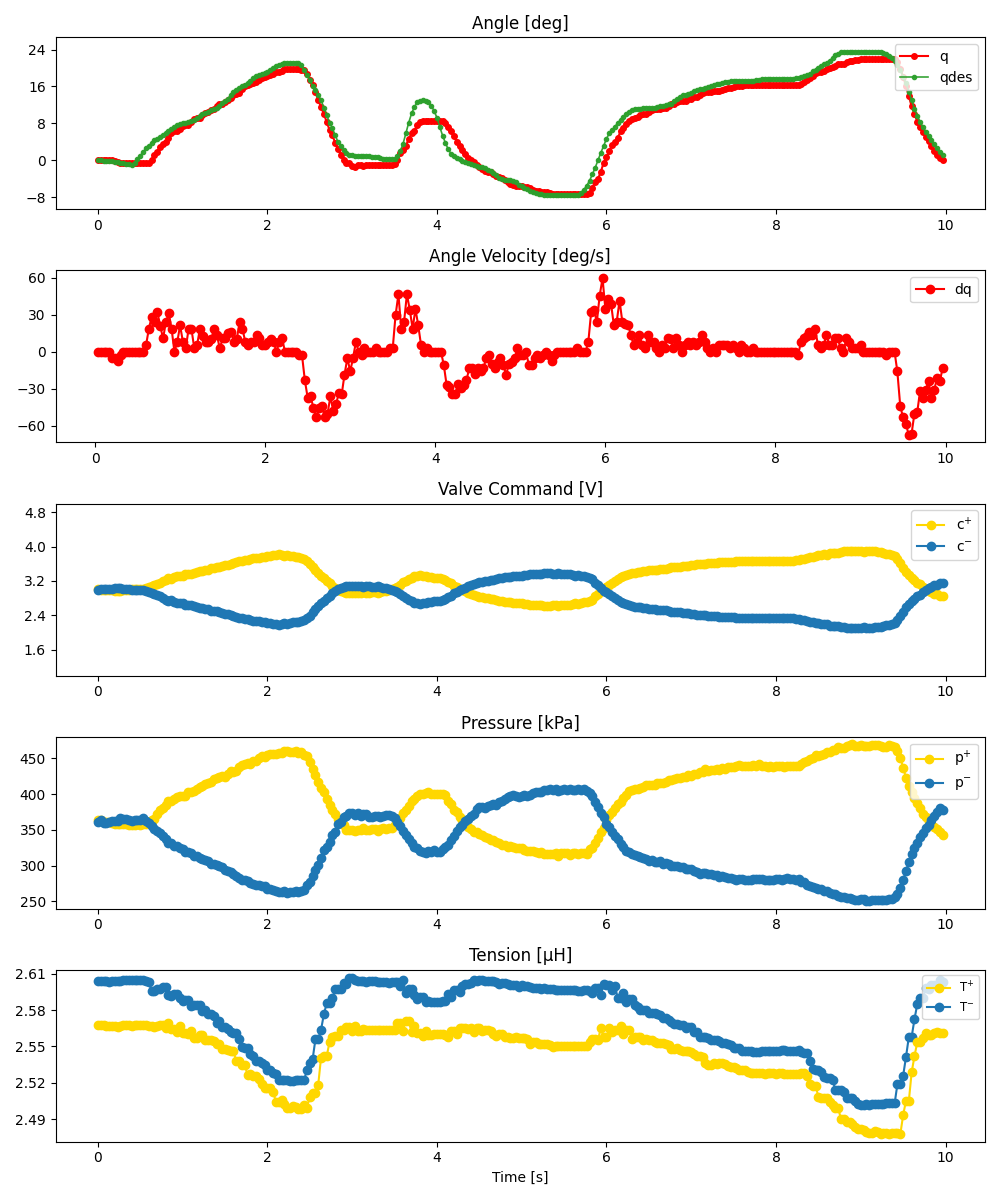 Angle [deg]
24
16
8
0
−8
q
qdes
0 2 4 6 8 10
Angle Velocity [deg/s]
60
30
0
−30
−60
dq
0 2 4 6 8 10
Valve Command [V]
4.8
4.0
3.2
2.4
1.6
c⁺
c⁻
0 2 4 6 8 10
Pressure [kPa]
450
400
350
300
250
p⁺
p⁻
0 2 4 6 8 10
Tension [μH]
2.61
2.58
2.55
2.52
2.49
T⁺
T⁻
0 2 4 6 8 10
Time [s]